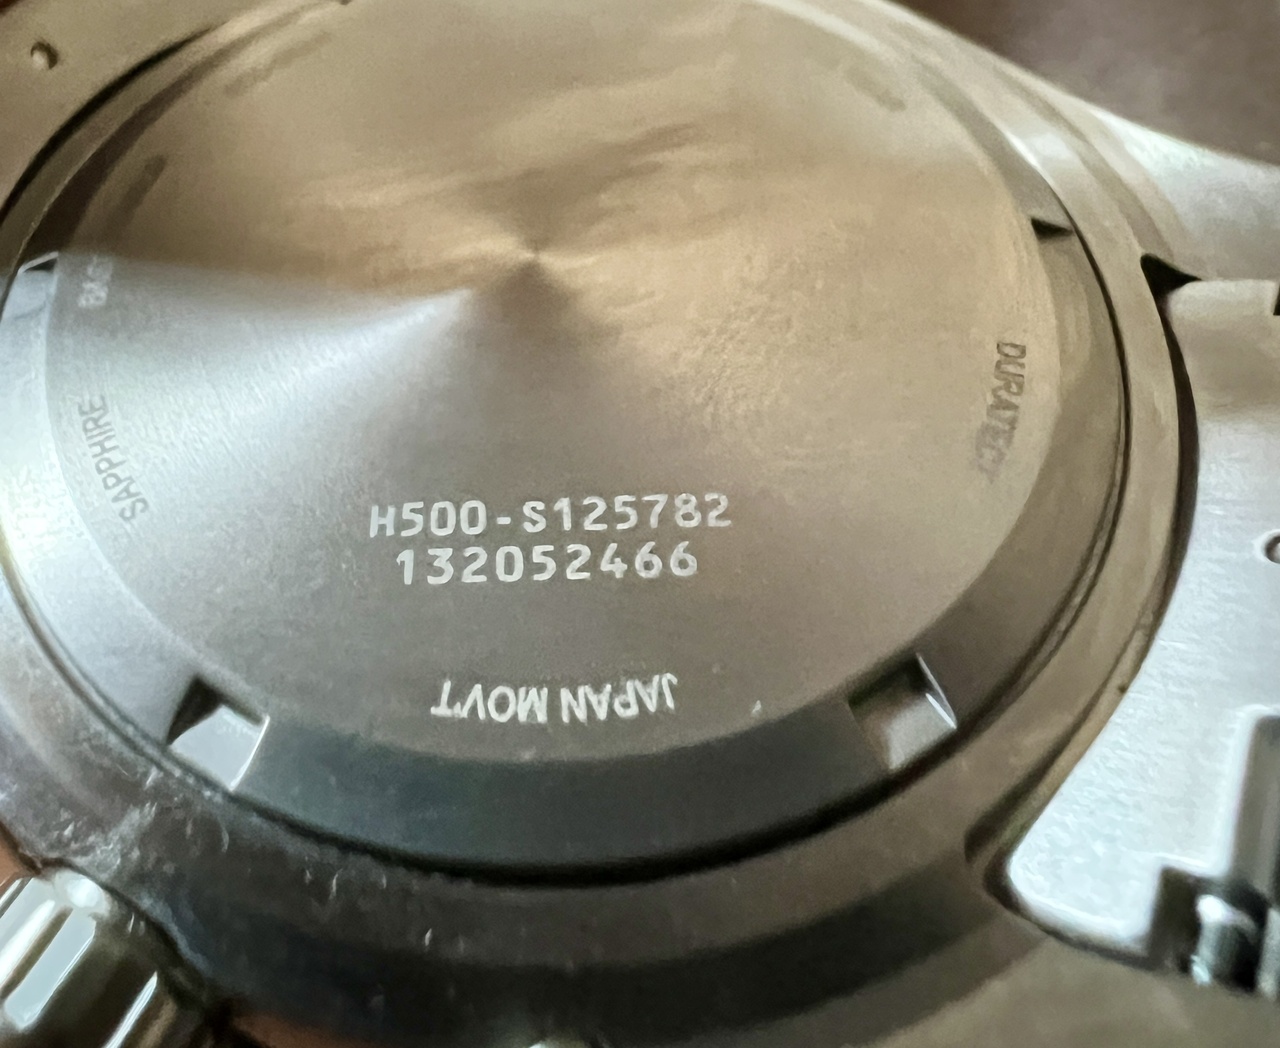 SAPPHIRE
DURATECT
H500-S125782
132052466
JAPAN MOV'T